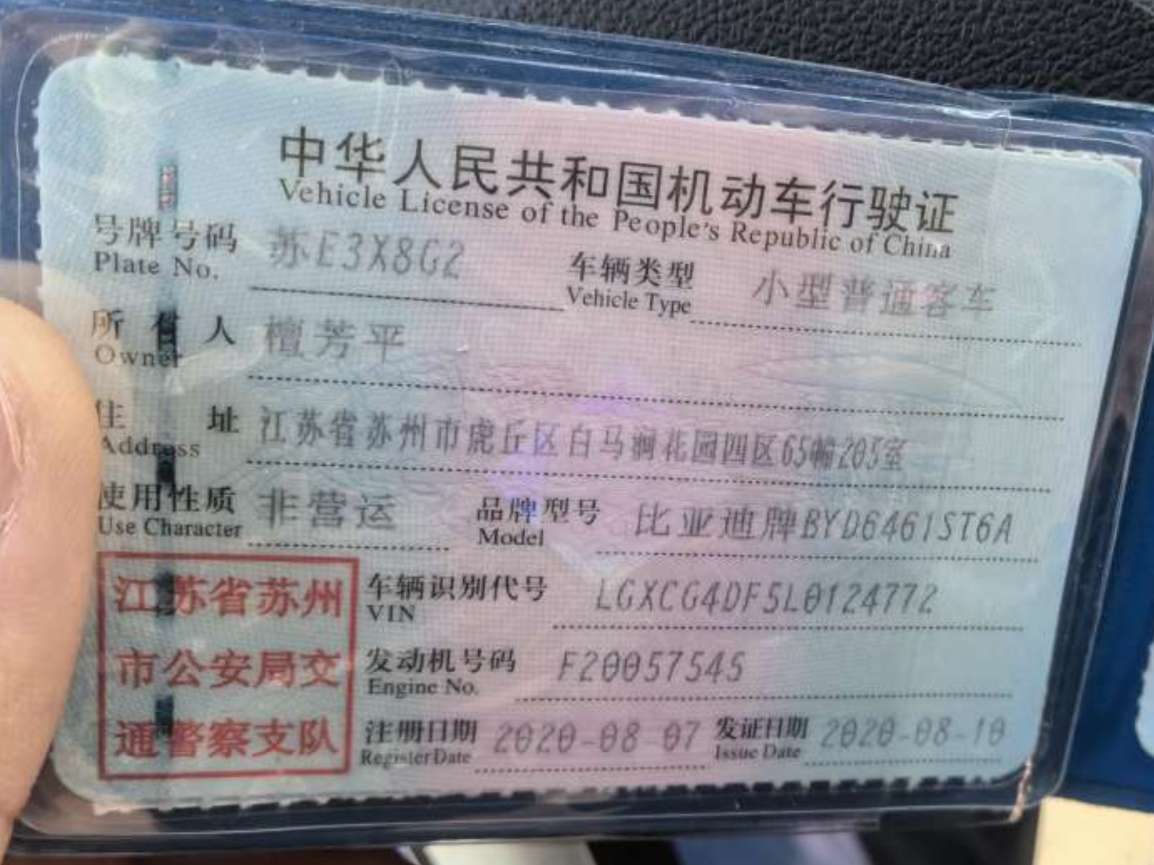 中华人民共和国机动车行驶证
Vehicle License of the People's Republic of China
号牌号码 苏E3X8G2 车辆类型 小型普通客车
Plate No. Vehicle Type
所有人 檀芳平
Owner
住址 江苏省苏州市虎丘区白马涧花园四区65幢203室
Address
使用性质 非营运 品牌型号 比亚迪牌BYD6461ST6A
Use Character Model
江苏省苏州
市公安局交
通警察支队
车辆识别代号 LGXCG4DF5L0124772
VIN
发动机号码 F20057545
Engine No.
注册日期 2020-08-07 发证日期 2020-08-10
Register Date Issue Date